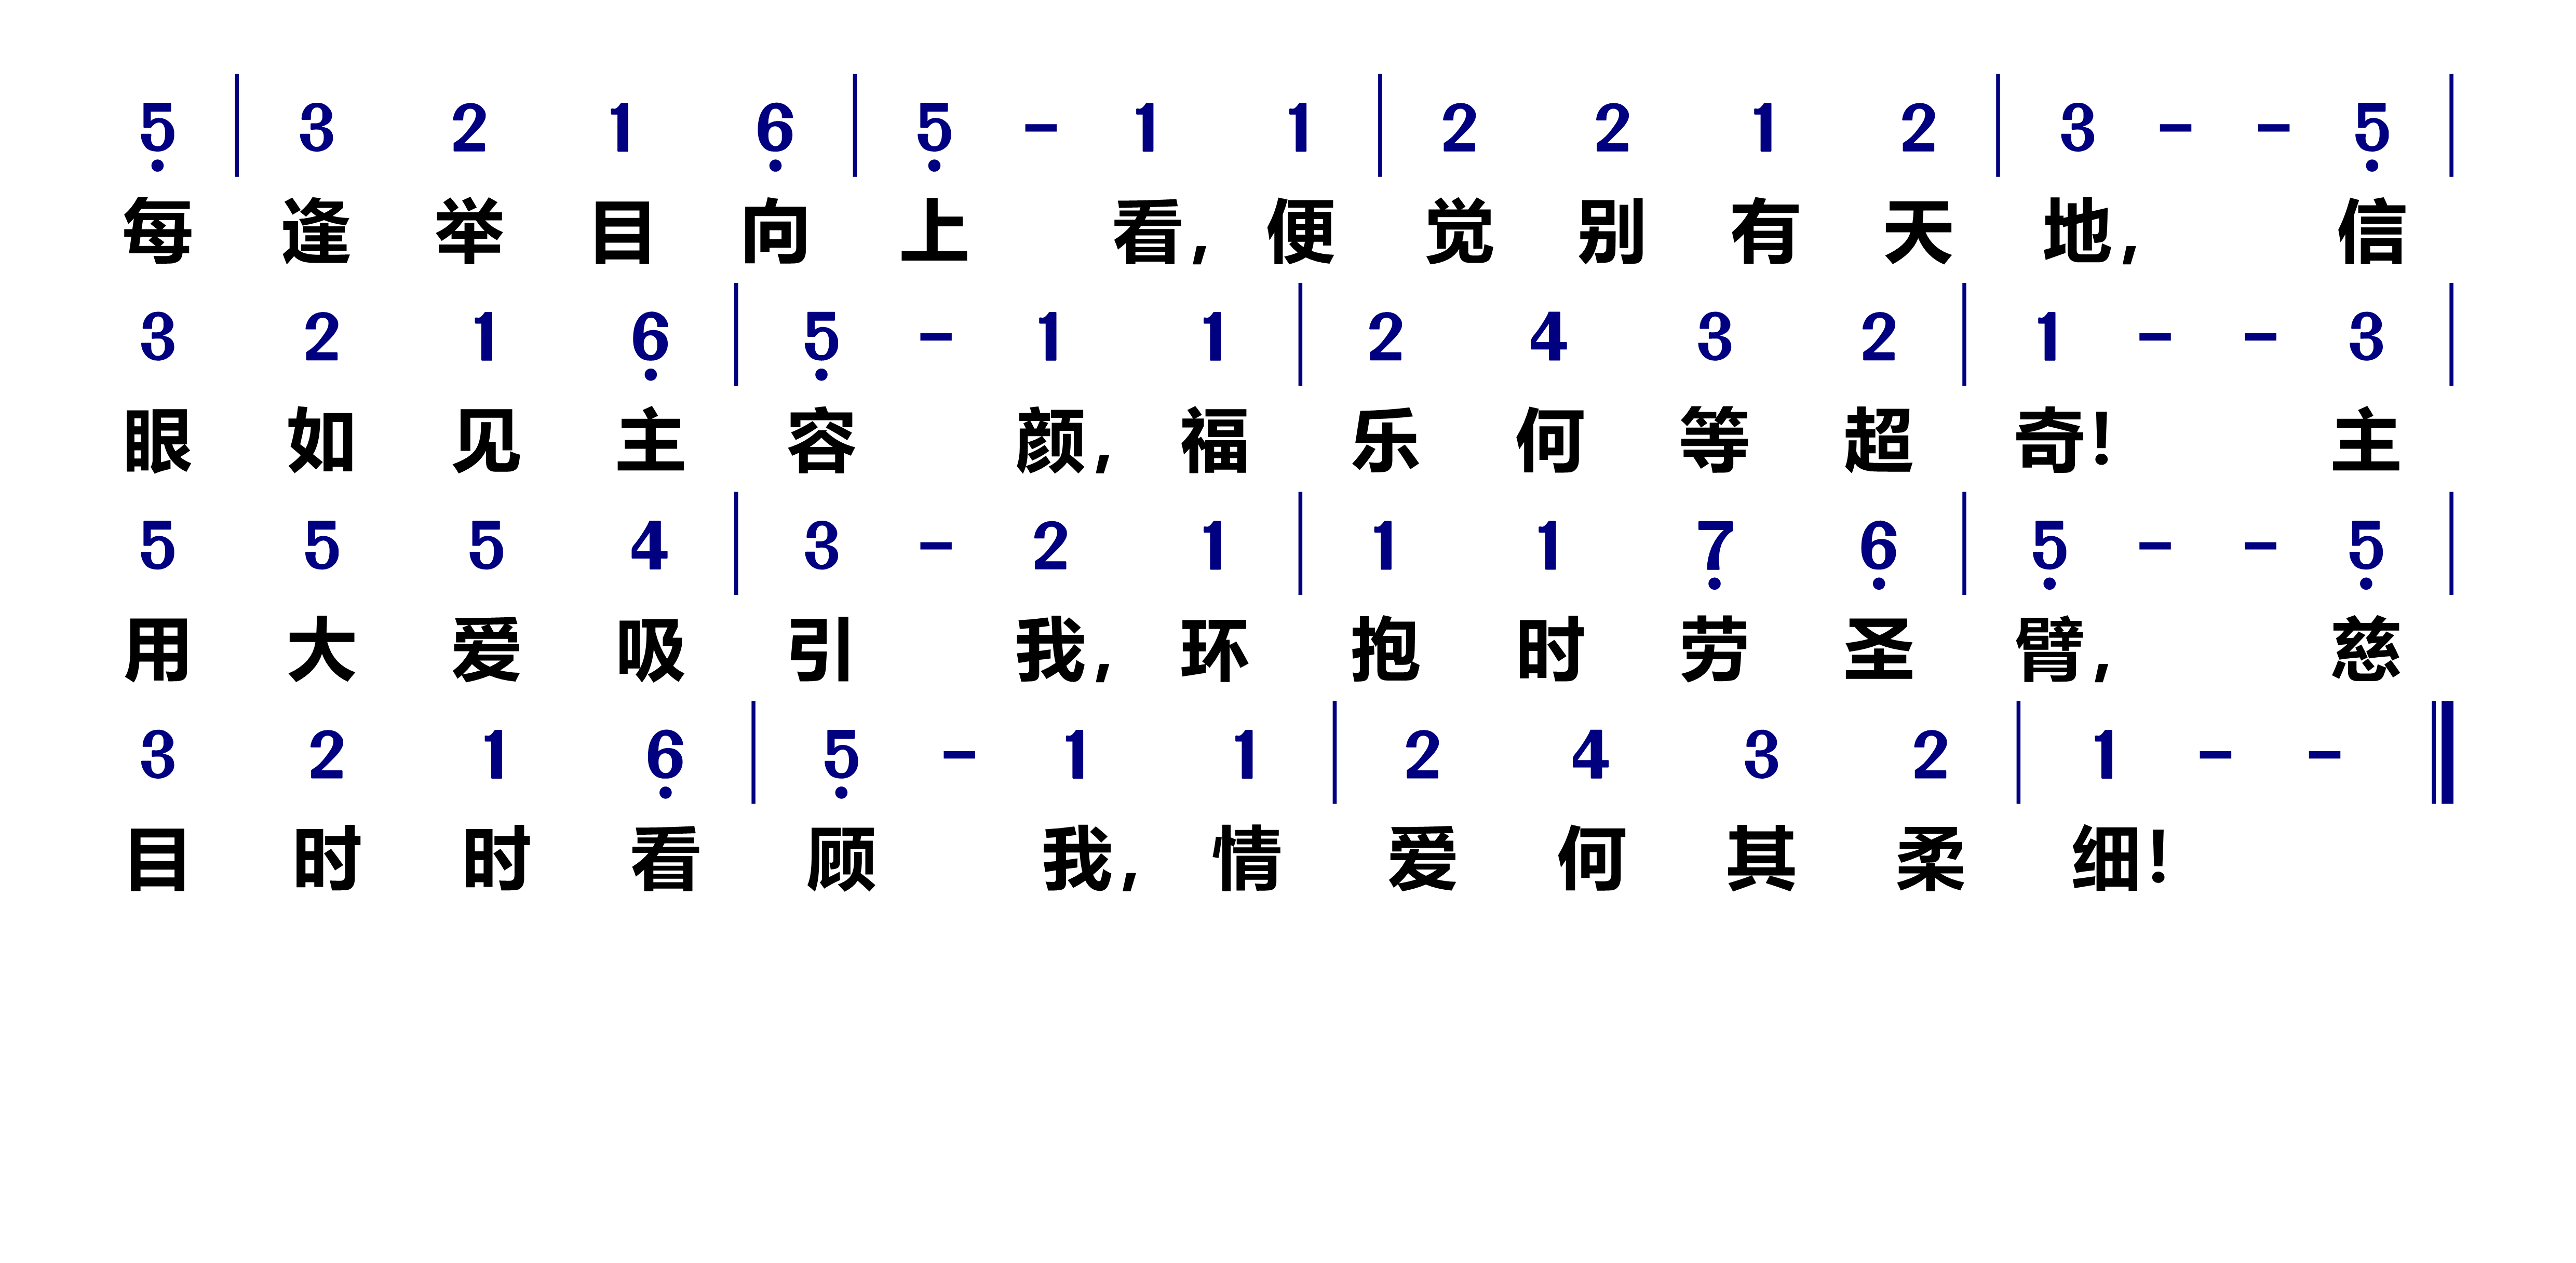 5̣ | 3 2 1 6̣ | 5̣ - 1 1 | 2 2 1 2 | 3 - - 5̣ |
每 逢 举 目 向 上 看, 便 觉 别 有 天 地, 信
3 2 1 6̣ | 5̣ - 1 1 | 2 4 3 2 | 1 - - 3 |
眼 如 见 主 容 颜, 福 乐 何 等 超 奇! 主
5 5 5 4 | 3 - 2 1 | 1 1 7̣ 6̣ | 5̣ - - 5̣ |
用 大 爱 吸 引 我, 环 抱 时 劳 圣 臂, 慈
3 2 1 6̣ | 5̣ - 1 1 | 2 4 3 2 | 1 - - ‖
目 时 时 看 顾 我, 情 爱 何 其 柔 细!